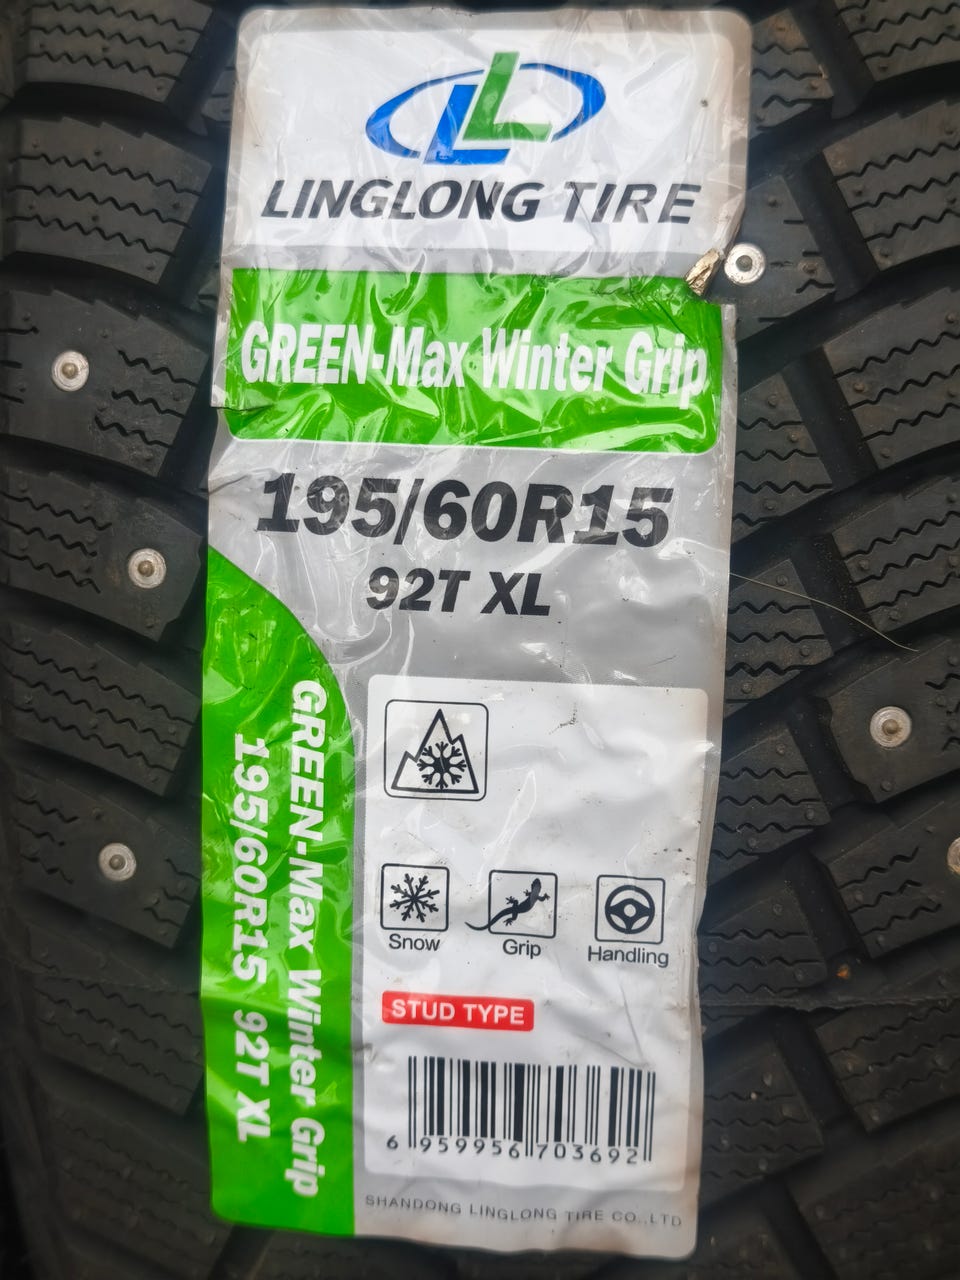 LINGLONG TIRE
GREEN-Max Winter Grip
195/60R15
92T XL
GREEN-Max Winter Grip
195/60R15 92T XL
Snow
Grip
Handling
STUD TYPE
6 959956 703692
SHANDONG LINGLONG TIRE CO.,LTD